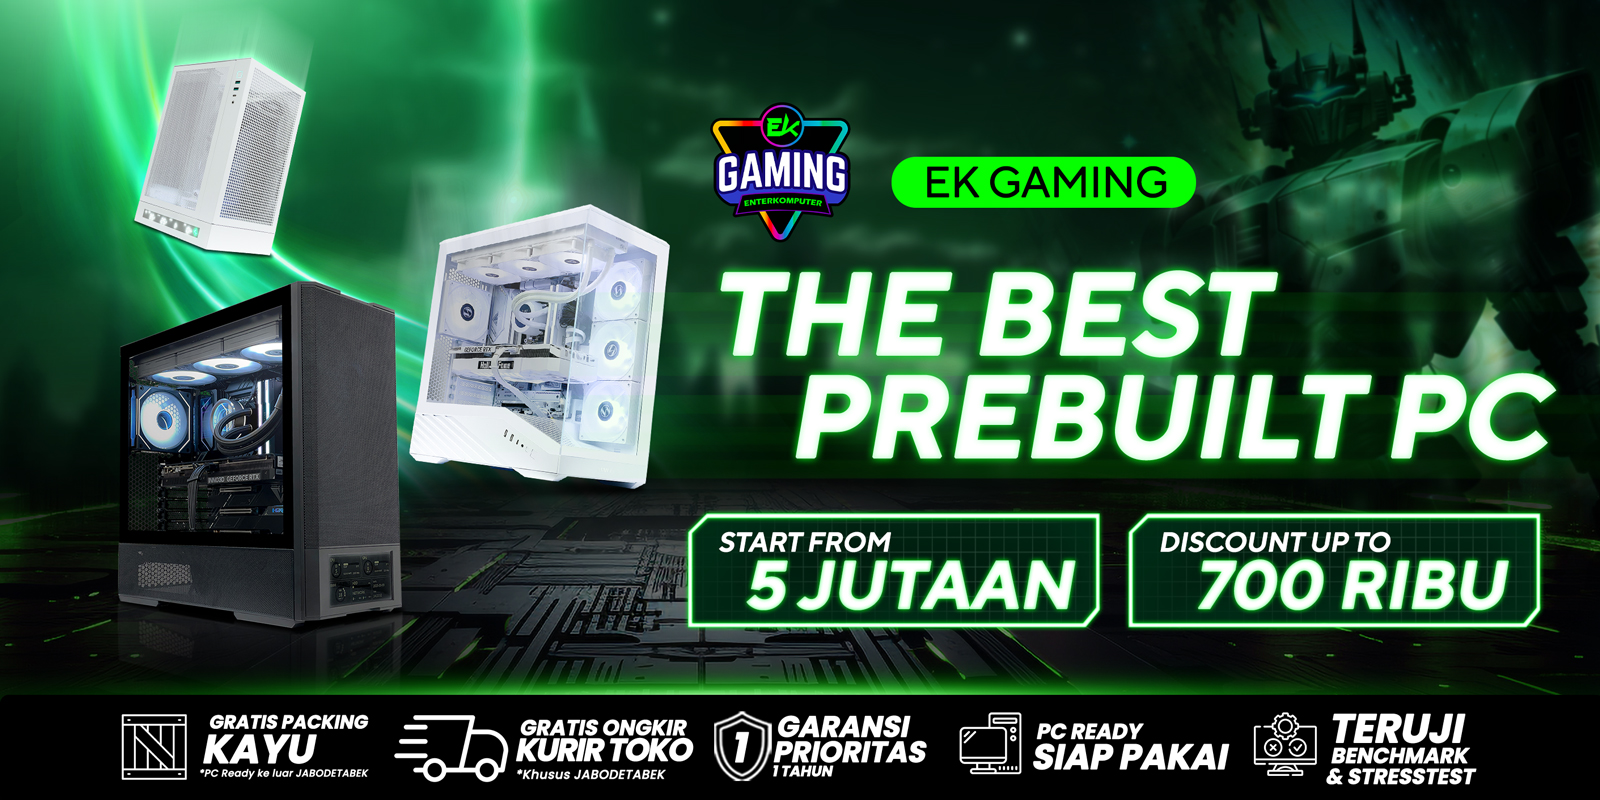 EK
GAMING
ENTERKOMPUTER
EK GAMING
THE BEST
PREBUILT PC
START FROM
5 JUTAAN
DISCOUNT UP TO
700 RIBU
GEFORCE RTX
GEFORCE RTX
GRATIS PACKING
KAYU
*PC Ready ke luar JABODETABEK
GRATIS ONGKIR
KURIR TOKO
*Khusus JABODETABEK
1
GARANSI
PRIORITAS
1 TAHUN
PC READY
SIAP PAKAI
TERUJI
BENCHMARK
& STRESSTEST